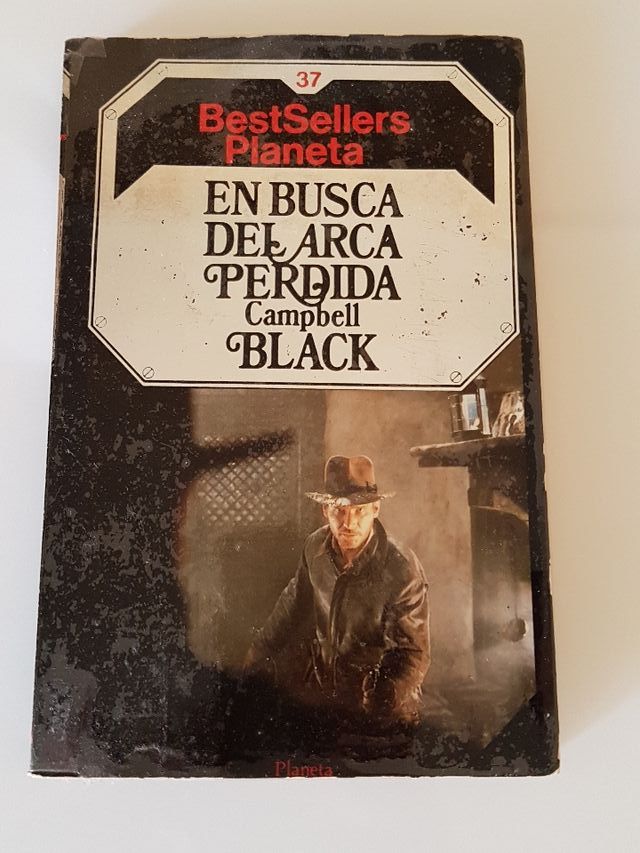 37
BestSellers
Planeta
EN BUSCA
DEL ARCA
PERDIDA
Campbell
BLACK
Planeta